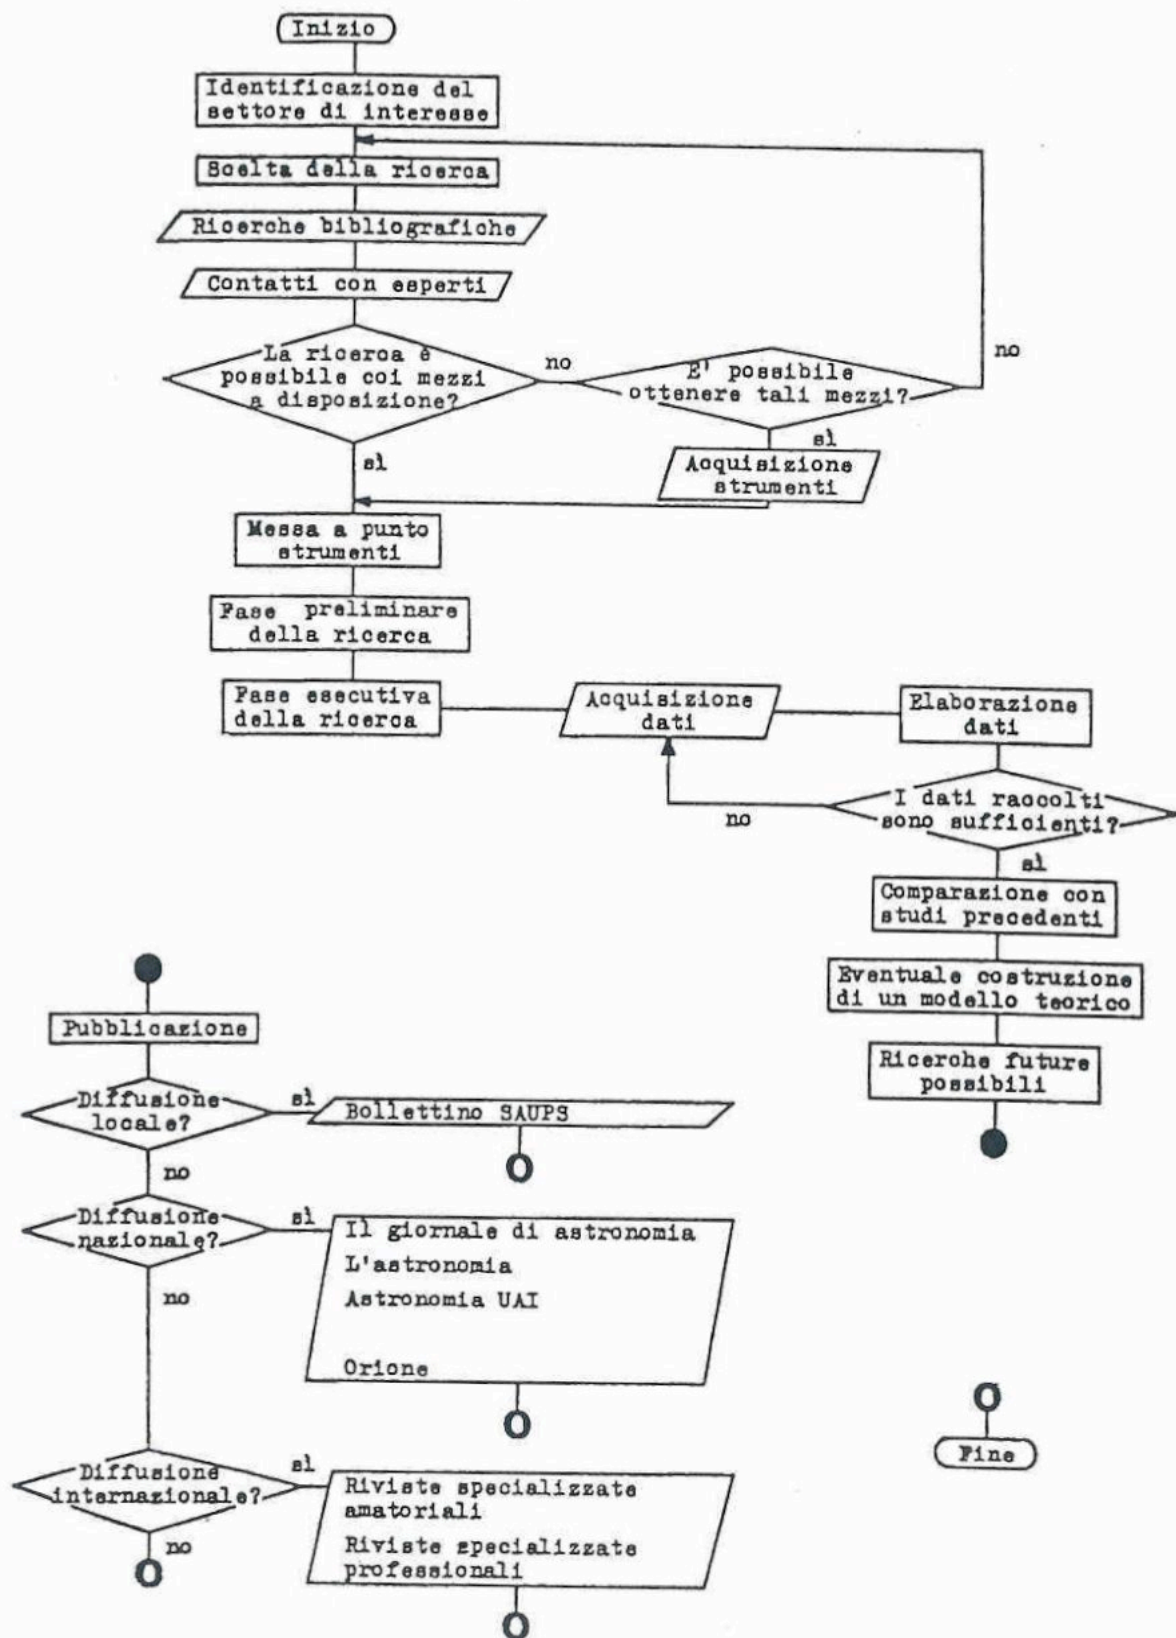 Inizio
Identificazione del
settore di interesse
Scelta della ricerca
Ricerche bibliografiche
Contatti con esperti
La ricerca è
possibile coi mezzi
a disposizione?
no
E' possibile
ottenere tali mezzi?
no
sì
sì
Acquisizione
strumenti
Messa a punto
strumenti
Fase preliminare
della ricerca
Fase esecutiva
della ricerca
Acquisizione
dati
Elaborazione
dati
I dati raccolti
sono sufficienti?
no
sì
Comparazione con
studi precedenti
Eventuale costruzione
di un modello teorico
Ricerche future
possibili
Pubblicazione
Diffusione
locale?
sì
Bollettino SAUPS
no
Diffusione
nazionale?
sì
Il giornale di astronomia
L'astronomia
Astronomia UAI
Orione
no
Diffusione
internazionale?
sì
Riviste specializzate
amatoriali
Riviste specializzate
professionali
no
Fine